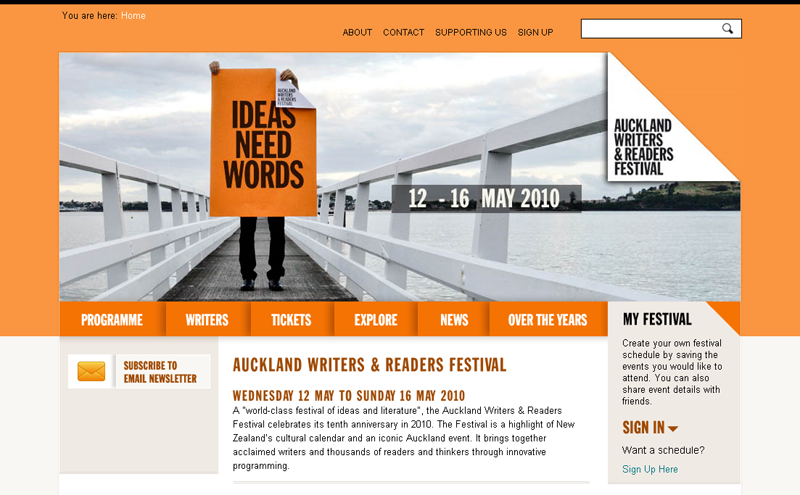 You are here: Home
ABOUT CONTACT SUPPORTING US SIGN UP
IDEAS
NEED
WORDS
AUCKLAND
WRITERS
& READERS
FESTIVAL
12 - 16 MAY 2010
AUCKLAND
WRITERS
& READERS
FESTIVAL
PROGRAMME WRITERS TICKETS EXPLORE NEWS OVER THE YEARS
SUBSCRIBE TO
EMAIL NEWSLETTER
AUCKLAND WRITERS & READERS FESTIVAL
WEDNESDAY 12 MAY TO SUNDAY 16 MAY 2010
A "world-class festival of ideas and literature", the Auckland Writers & Readers
Festival celebrates its tenth anniversary in 2010. The Festival is a highlight of New
Zealand's cultural calendar and an iconic Auckland event. It brings together
acclaimed writers and thousands of readers and thinkers through innovative
programming.
MY FESTIVAL
Create your own festival
schedule by saving the
events you would like to
attend. You can also
share event details with
friends.
SIGN IN
Want a schedule?
Sign Up Here